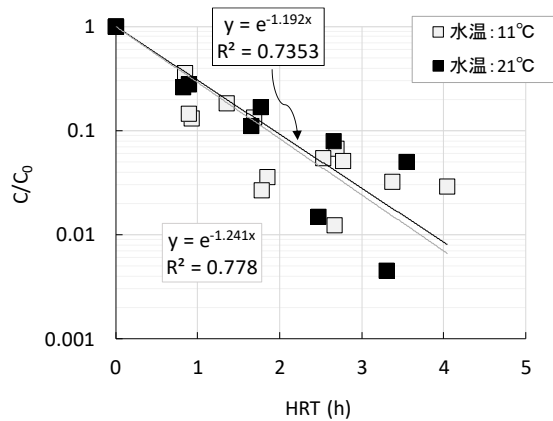 1
0.1
0.01
0.001
C/C₀
0
1
2
3
4
5
HRT (h)
y = e⁻¹·¹⁹²ˣ
R² = 0.7353
y = e⁻¹·²⁴¹ˣ
R² = 0.778
水温：11℃
水温：21℃